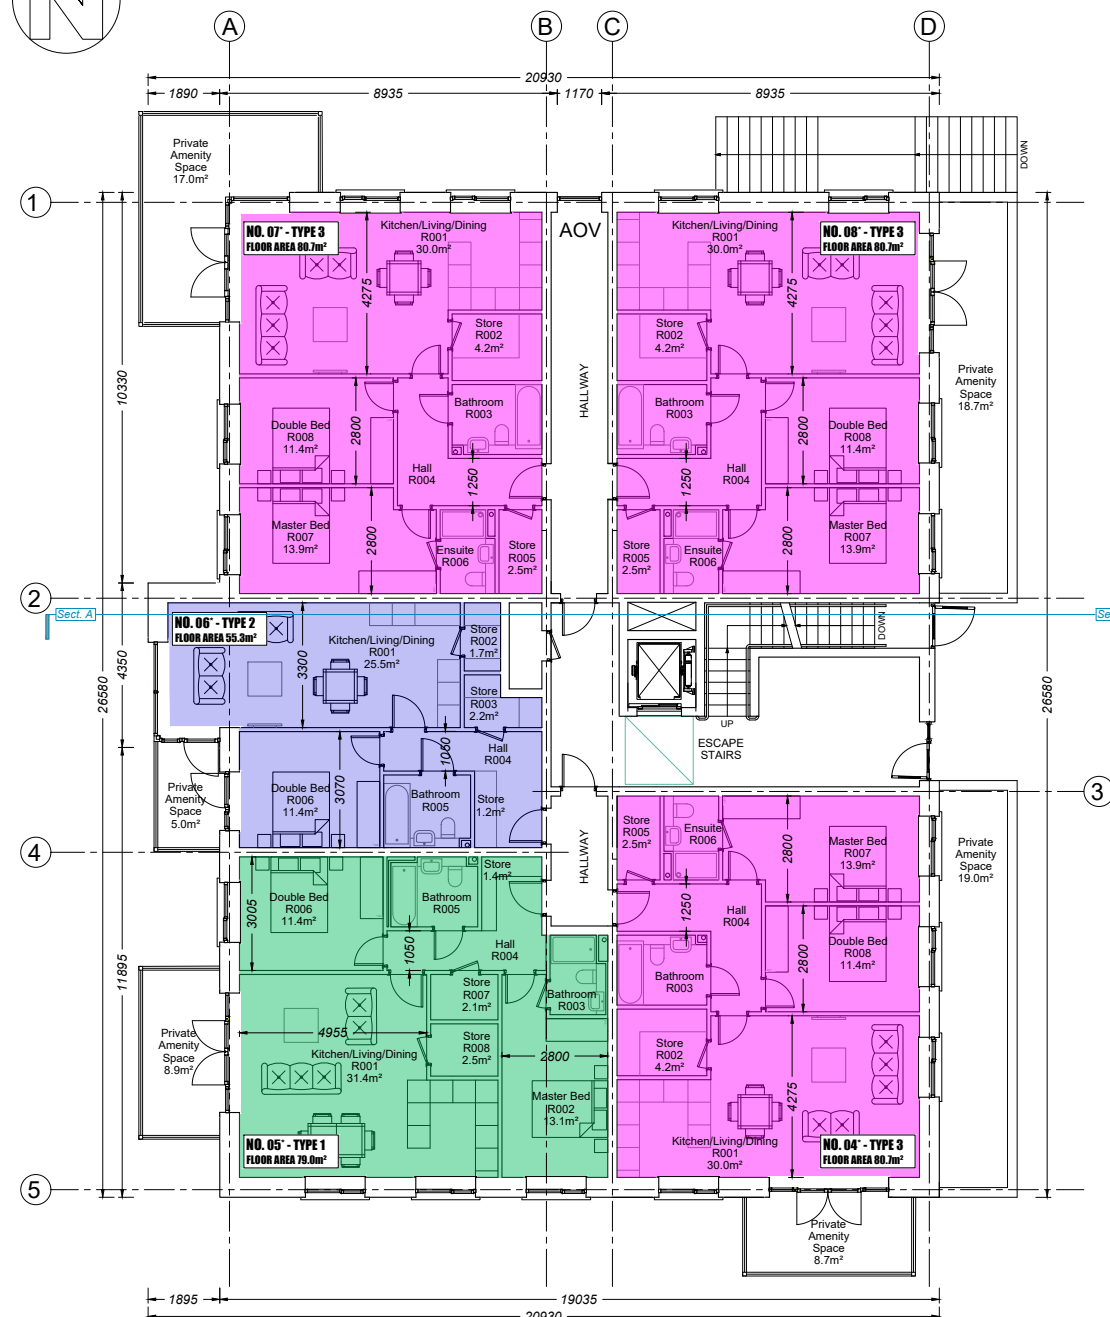 N
A
B
C
D
20930
1890
8935
1170
8935
Private
Amenity
Space
17.0m²
DOWN
1
NO. 07* - TYPE 3
FLOOR AREA 80.7m²
Kitchen/Living/Dining
R001
30.0m²
4275
AOV
Kitchen/Living/Dining
R001
30.0m²
4275
NO. 08* - TYPE 3
FLOOR AREA 80.7m²
Store
R002
4.2m²
Store
R002
4.2m²
10330
HALLWAY
Private
Amenity
Space
18.7m²
Double Bed
R008
11.4m²
2800
Bathroom
R003
Bathroom
R003
2800
Double Bed
R008
11.4m²
Hall
R004
1250
1250
Hall
R004
Master Bed
R007
13.9m²
2800
Ensuite
R006
Store
R005
2.5m²
Store
R005
2.5m²
Ensuite
R006
2800
Master Bed
R007
13.9m²
2
Sect. A
Se
NO. 06* - TYPE 2
FLOOR AREA 55.3m²
Kitchen/Living/Dining
R001
25.5m²
3300
Store
R002
1.7m²
Store
R003
2.2m²
DOWN
UP
ESCAPE
STAIRS
4350
26580
26580
Hall
R004
1050
Private
Amenity
Space
5.0m²
Double Bed
R006
11.4m²
3070
Bathroom
R005
Store
1.2m²
3
4
HALLWAY
Store
R005
2.5m²
Ensuite
R006
2800
Master Bed
R007
13.9m²
Private
Amenity
Space
19.0m²
3005
Double Bed
R006
11.4m²
Bathroom
R005
Store
1.4m²
1050
Hall
R004
1250
Hall
R004
2800
Double Bed
R008
11.4m²
11895
Bathroom
R003
Bathroom
R003
Store
R007
2.1m²
Private
Amenity
Space
8.9m²
4955
Kitchen/Living/Dining
R001
31.4m²
Store
R008
2.5m²
2800
Master Bed
R002
13.1m²
Store
R002
4.2m²
4275
Kitchen/Living/Dining
R001
30.0m²
NO. 05* - TYPE 1
FLOOR AREA 79.0m²
NO. 04* - TYPE 3
FLOOR AREA 80.7m²
5
Private
Amenity
Space
8.7m²
1895
19035
20930